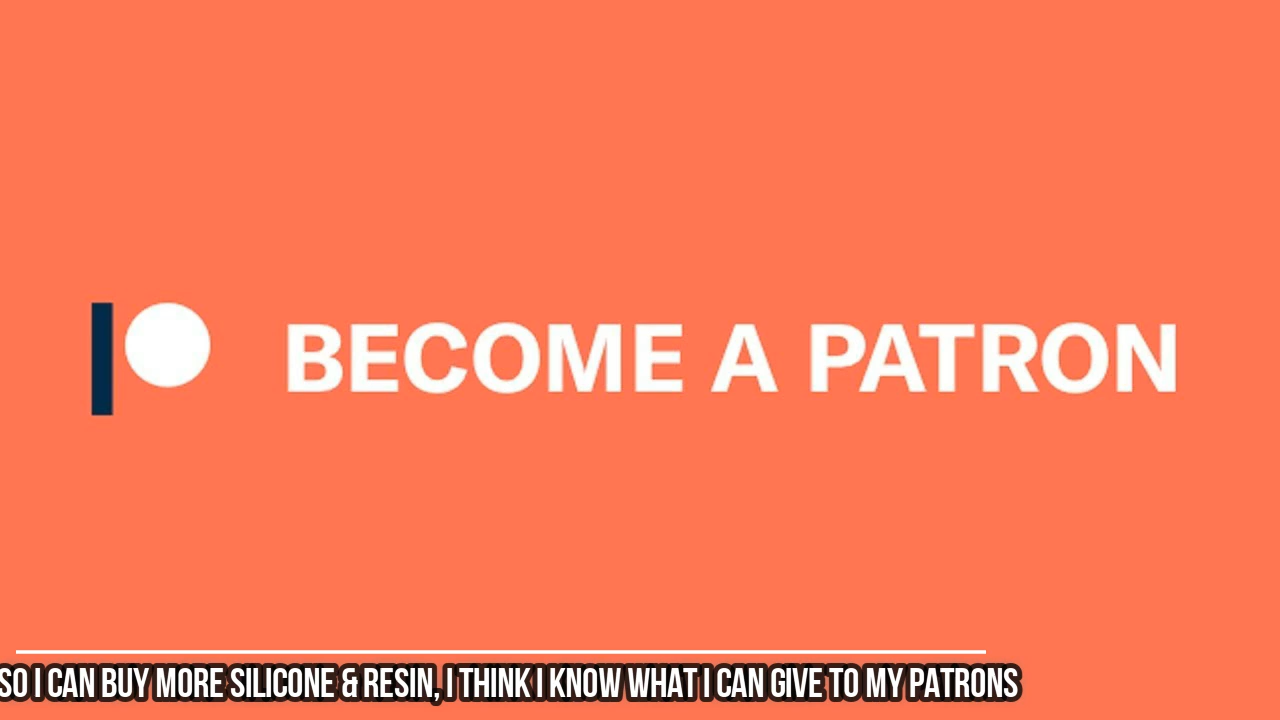 BECOME A PATRON
SO I CAN BUY MORE SILICONE & RESIN, I THINK I KNOW WHAT I CAN GIVE TO MY PATRONS